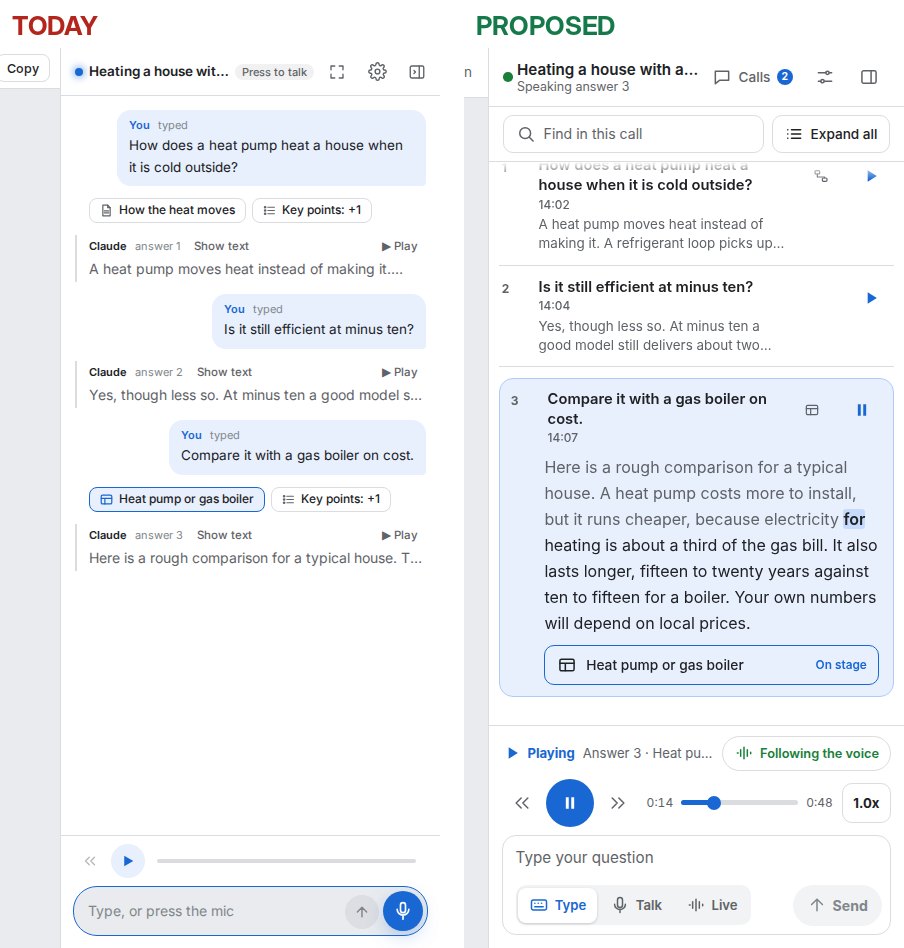 TODAY
Copy
Heating a house wit...
Press to talk
You typed
How does a heat pump heat a house when
it is cold outside?
How the heat moves
Key points: +1
Claude answer 1 Show text
▶ Play
A heat pump moves heat instead of making it....
You typed
Is it still efficient at minus ten?
Claude answer 2 Show text
▶ Play
Yes, though less so. At minus ten a good model s...
You typed
Compare it with a gas boiler on cost.
Heat pump or gas boiler
Key points: +1
Claude answer 3 Show text
▶ Play
Here is a rough comparison for a typical house. T...
Type, or press the mic
PROPOSED
n
Heating a house with a...
Speaking answer 3
Calls 2
Find in this call
Expand all
1
How does a heat pump heat a
house when it is cold outside?
14:02
A heat pump moves heat instead of
making it. A refrigerant loop picks up...
2
Is it still efficient at minus ten?
14:04
Yes, though less so. At minus ten a
good model still delivers about two...
3
Compare it with a gas boiler on
cost.
14:07
Here is a rough comparison for a typical
house. A heat pump costs more to install,
but it runs cheaper, because electricity for
heating is about a third of the gas bill. It also
lasts longer, fifteen to twenty years against
ten to fifteen for a boiler. Your own numbers
will depend on local prices.
Heat pump or gas boiler
On stage
Playing Answer 3 · Heat pu...
Following the voice
0:14
0:48
1.0x
Type your question
Type
Talk
Live
Send